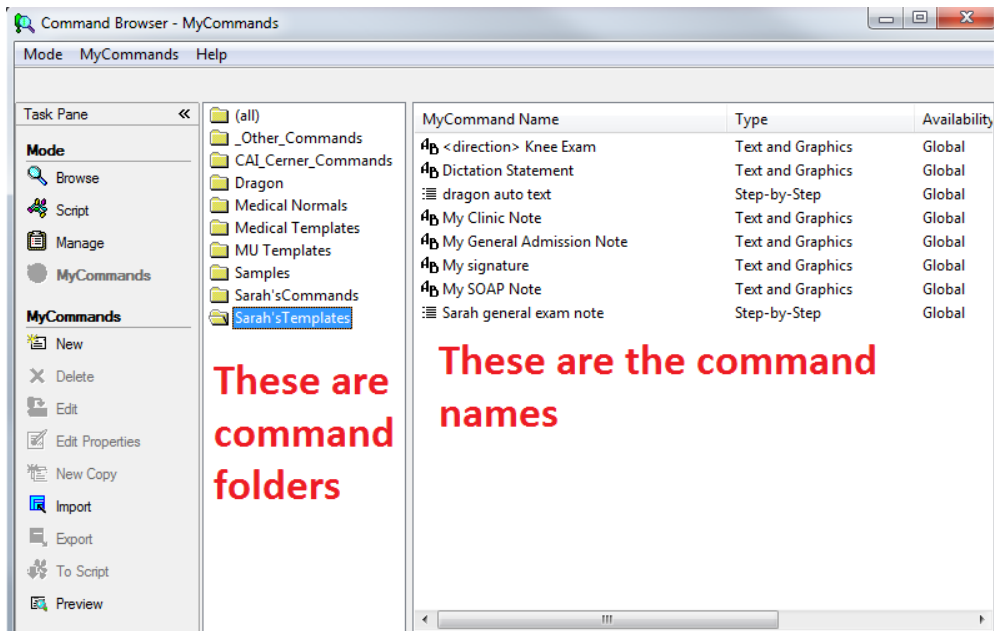 Command Browser - MyCommands
Mode MyCommands Help
Task Pane «
Mode
Browse
Script
Manage
MyCommands
MyCommands
New
Delete
Edit
Edit Properties
New Copy
Import
Export
To Script
Preview
(all)
_Other_Commands
CAI_Cerner_Commands
Dragon
Medical Normals
Medical Templates
MU Templates
Samples
Sarah'sCommands
Sarah'sTemplates
These are
command
folders
MyCommand Name Type Availability
<direction> Knee Exam Text and Graphics Global
Dictation Statement Text and Graphics Global
dragon auto text Step-by-Step Global
My Clinic Note Text and Graphics Global
My General Admission Note Text and Graphics Global
My signature Text and Graphics Global
My SOAP Note Text and Graphics Global
Sarah general exam note Step-by-Step Global
These are the command
names